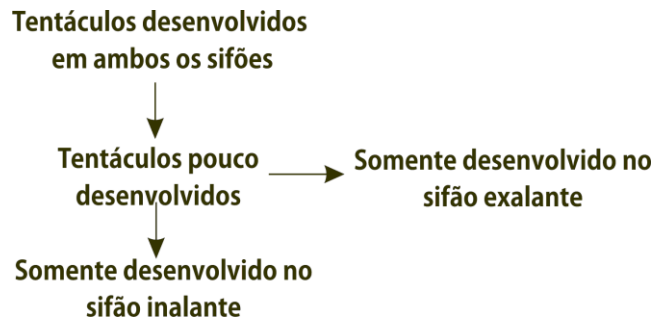 Tentáculos desenvolvidos
em ambos os sifões
Tentáculos pouco
desenvolvidos
Somente desenvolvido no
sifão exalante
Somente desenvolvido no
sifão inalante